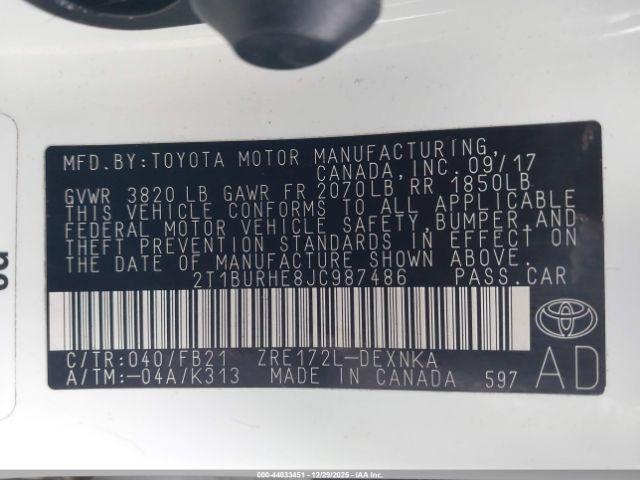 MFD.BY:TOYOTA MOTOR MANUFACTURING,
CANADA, INC. 09/17
GVWR 3820 LB GAWR FR 2070LB, RR 1850LB
THIS VEHICLE CONFORMS TO ALL APPLICABLE
FEDERAL MOTOR VEHICLE SAFETY, BUMPER, AND
THEFT PREVENTION STANDARDS IN EFFECT ON
THE DATE OF MANUFACTURE SHOWN ABOVE.
2T1BURHE8JC987486 PASS.CAR
C/TR:040/FB21 ZRE172L-DEXNKA
A/TM:-04A/K313 MADE IN CANADA 597
AD
000-44033451 - 12/29/2025 - IAAI.CA